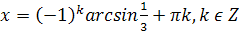 x = (−1)^k arcsin 1/3 + πk, k ϵ Z